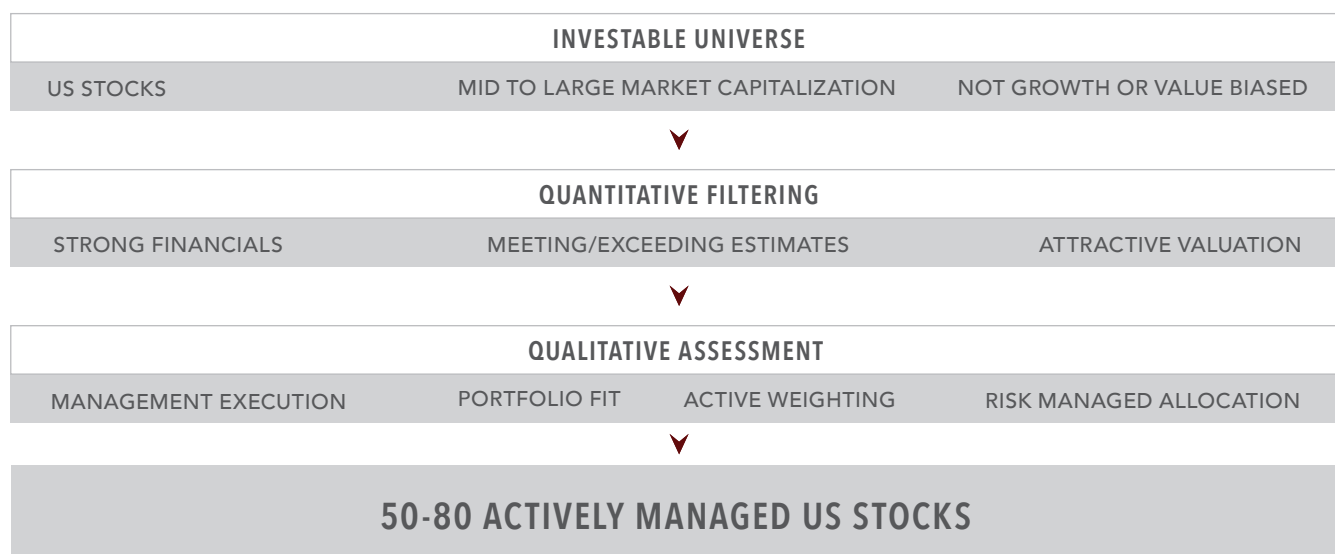 INVESTABLE UNIVERSE
US STOCKS MID TO LARGE MARKET CAPITALIZATION NOT GROWTH OR VALUE BIASED
QUANTITATIVE FILTERING
STRONG FINANCIALS MEETING/EXCEEDING ESTIMATES ATTRACTIVE VALUATION
QUALITATIVE ASSESSMENT
MANAGEMENT EXECUTION PORTFOLIO FIT ACTIVE WEIGHTING RISK MANAGED ALLOCATION
50-80 ACTIVELY MANAGED US STOCKS